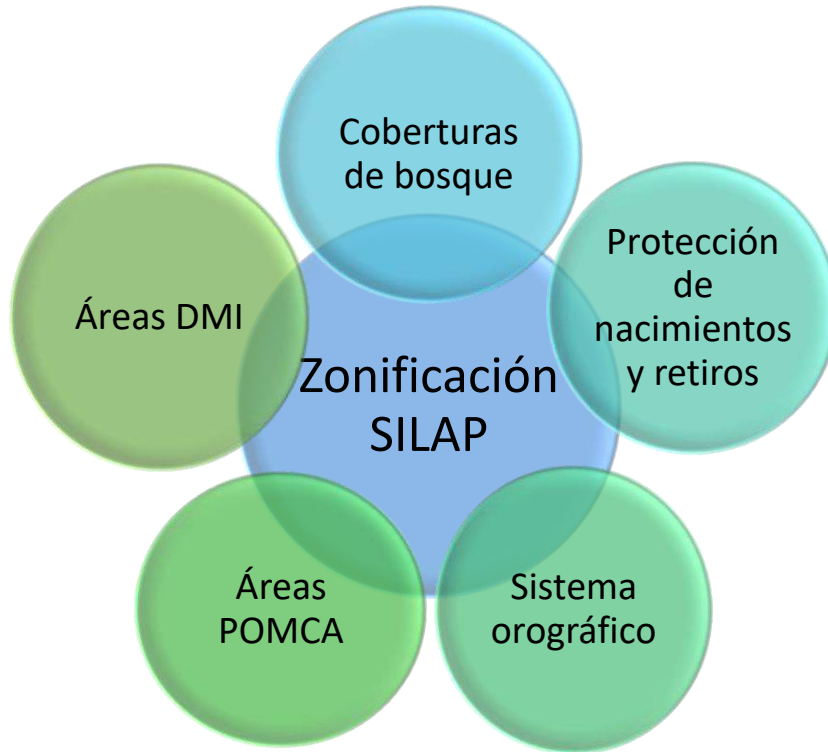 Coberturas
de bosque
Protección
de
nacimientos
y retiros
Áreas DMI
Zonificación
SILAP
Áreas
POMCA
Sistema
orográfico